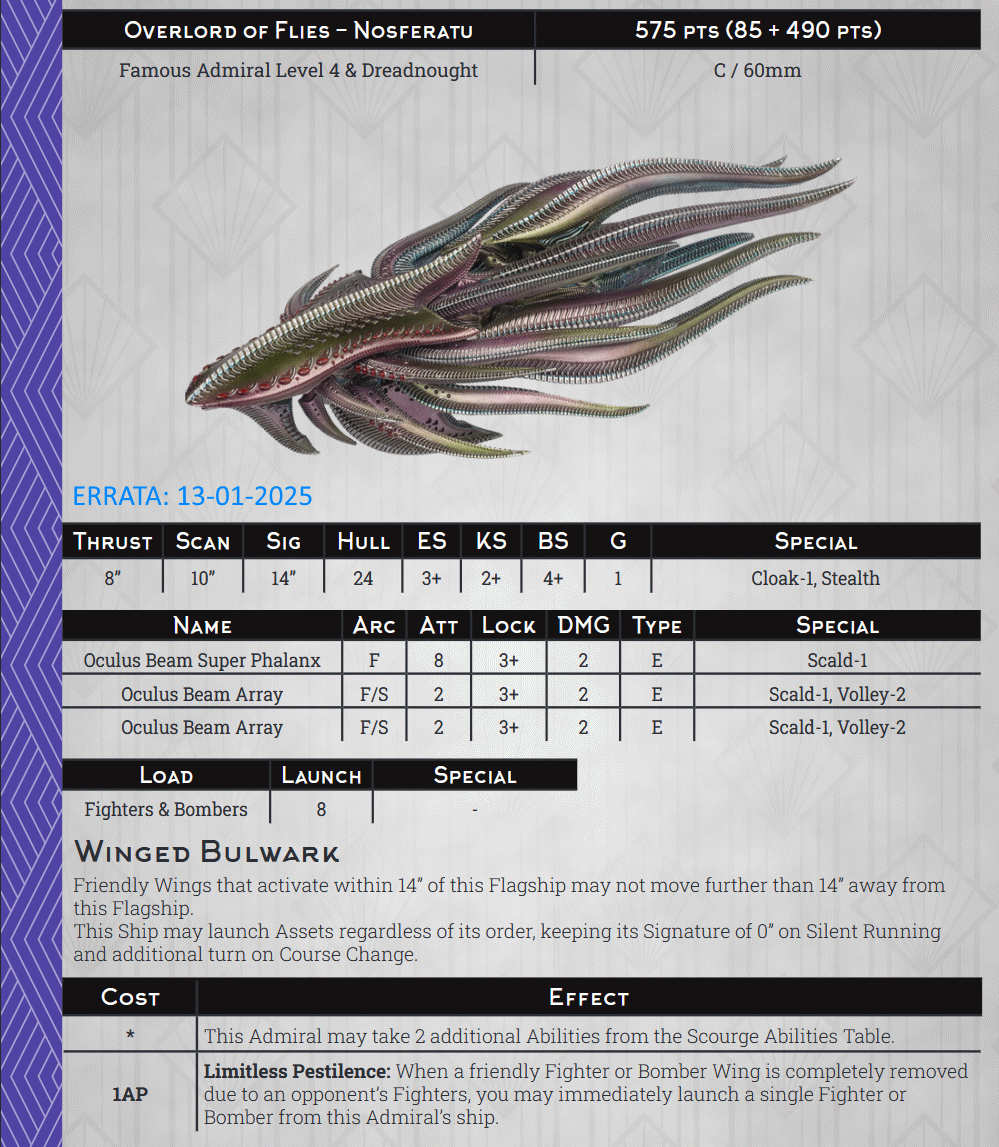 Overlord of Flies – Nosferatu 575 pts (85 + 490 pts)
Famous Admiral Level 4 & Dreadnought C / 60mm
ERRATA: 13-01-2025
Thrust Scan Sig Hull ES KS BS G Special
8” 10” 14” 24 3+ 2+ 4+ 1 Cloak-1, Stealth
Name Arc Att Lock DMG Type Special
Oculus Beam Super Phalanx F 8 3+ 2 E Scald-1
Oculus Beam Array F/S 2 3+ 2 E Scald-1, Volley-2
Oculus Beam Array F/S 2 3+ 2 E Scald-1, Volley-2
Load Launch Special
Fighters & Bombers 8 -
Winged Bulwark
Friendly Wings that activate within 14” of this Flagship may not move further than 14” away from
this Flagship.
This Ship may launch Assets regardless of its order, keeping its Signature of 0” on Silent Running
and additional turn on Course Change.
Cost Effect
* This Admiral may take 2 additional Abilities from the Scourge Abilities Table.
Limitless Pestilence: When a friendly Fighter or Bomber Wing is completely removed
1AP due to an opponent’s Fighters, you may immediately launch a single Fighter or
Bomber from this Admiral’s ship.